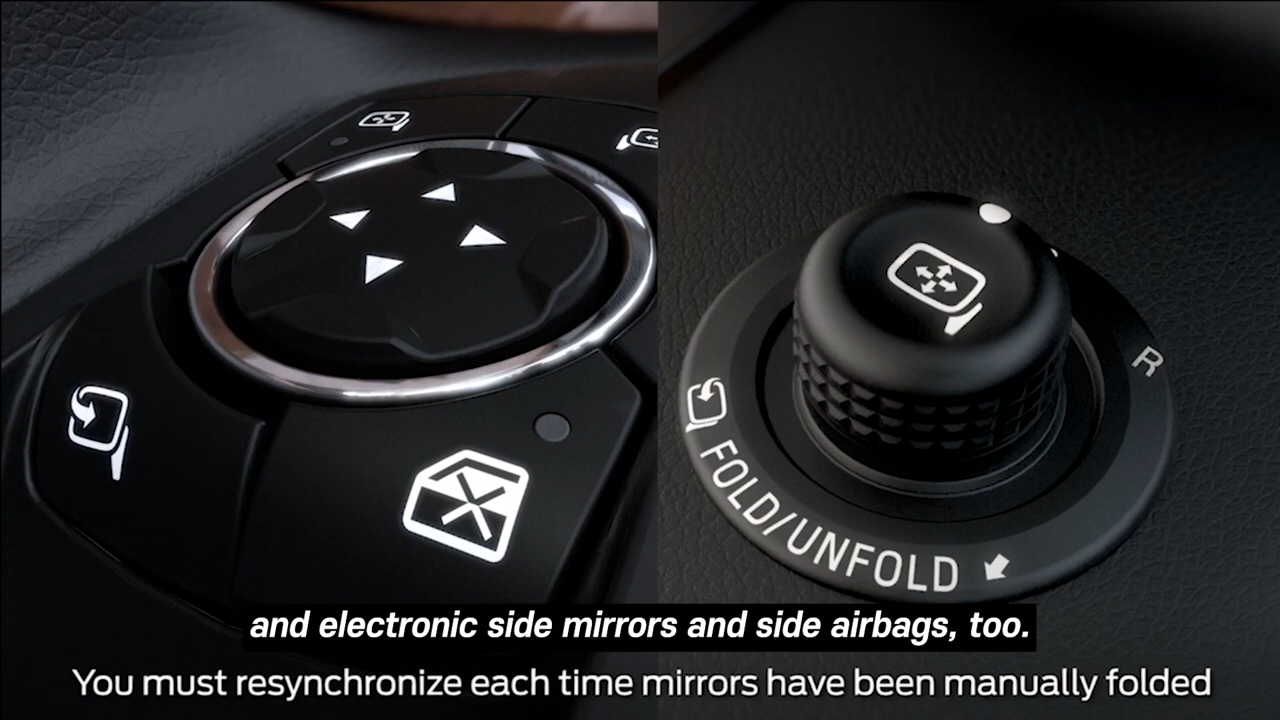 R
FOLD/UNFOLD
and electronic side mirrors and side airbags, too.
You must resynchronize each time mirrors have been manually folded